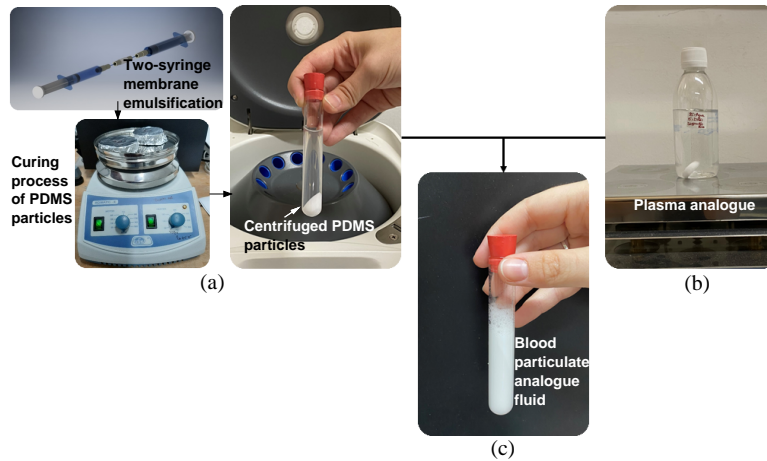 Two-syringe
membrane
emulsification
Curing
process
of PDMS
particles
Centrifuged PDMS
particles
(a)
Plasma analogue
(b)
Blood
particulate
analogue
fluid
(c)